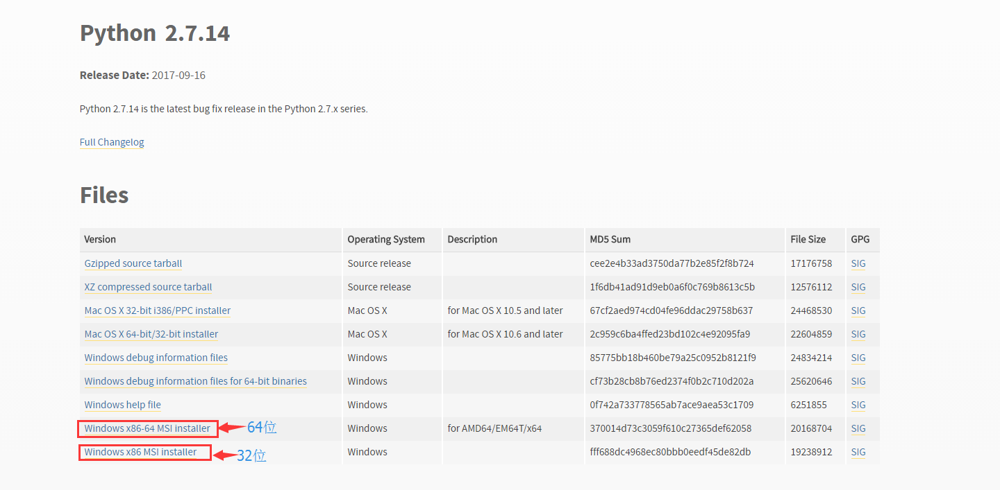 Python 2.7.14
Release Date: 2017-09-16
Python 2.7.14 is the latest bug fix release in the Python 2.7.x series.
Full Changelog
Files
Version Operating System Description MD5 Sum File Size GPG
Gzipped source tarball Source release cee2e4b33ad3750da77b2e85f2f8b724 17176758 SIG
XZ compressed source tarball Source release 1f6db41ad91d9eb0a6f0c769b8613c5b 12576112 SIG
Mac OS X 32-bit i386/PPC installer Mac OS X for Mac OS X 10.5 and later 67cf2aed974cd04fe96ddac29758b637 24468530 SIG
Mac OS X 64-bit/32-bit installer Mac OS X for Mac OS X 10.6 and later 2c959c6ba4ffed23bd102c4e92095fa9 22604859 SIG
Windows debug information files Windows 85775bb18b460be79a25c0952b8121f9 24834214 SIG
Windows debug information files for 64-bit binaries Windows cf73b28cb8b76ed2374f0b2c710d202a 25620646 SIG
Windows help file Windows 0f742a733778565ab7ace9aea53c1709 6251855 SIG
Windows x86-64 MSI installer 64位 Windows for AMD64/EM64T/x64 370014d73c3059f610c27365def62058 20168704 SIG
Windows x86 MSI installer 32位 Windows fff688dc4968ec80bbb0eedf45de82db 19238912 SIG